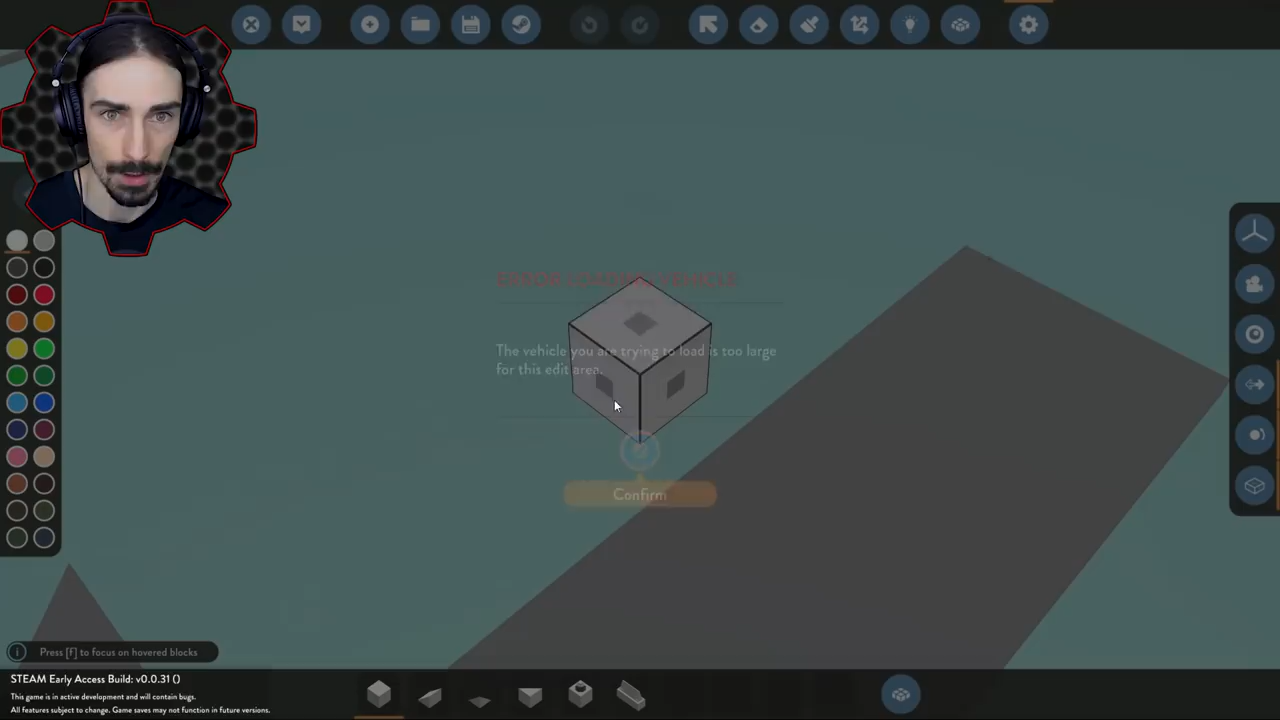 ERROR LOADING VEHICLE
The vehicle you are trying to load is too large
for this edit area.
Confirm
Press [F] to focus on hovered blocks
STEAM Early Access Build: v0.0.31 ()
This game is in active development and will contain bugs.
All features subject to change. Game saves may not function in future versions.